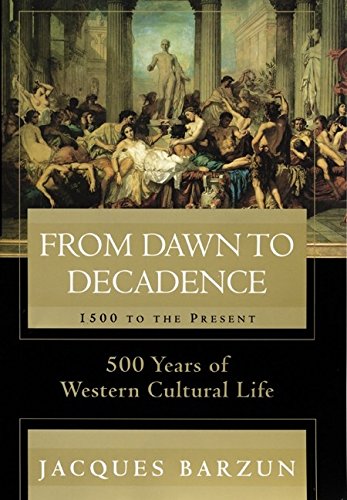 FROM DAWN TO
DECADENCE
1500 TO THE PRESENT
500 Years of
Western Cultural Life
JACQUES BARZUN